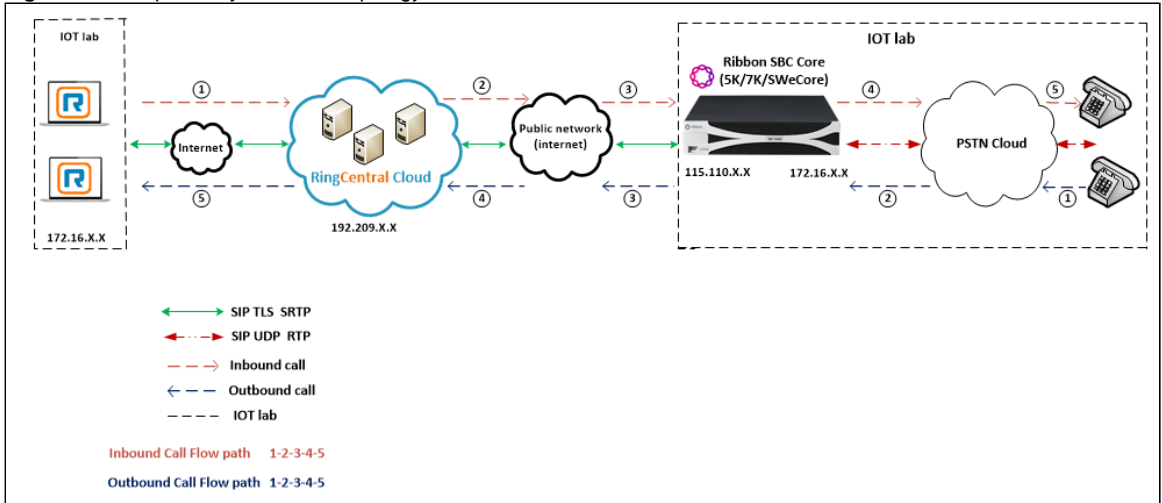 IOT lab
IOT lab
Ribbon SBC Core
(5K/7K/SWeCore)
①
②
③
④
⑤
Internet
RingCentral Cloud
Public network
(internet)
PSTN Cloud
⑤
④
③
②
①
115.110.X.X
172.16.X.X
192.209.X.X
172.16.X.X
SIP TLS SRTP
SIP UDP RTP
Inbound call
Outbound call
IOT lab
Inbound Call Flow path 1-2-3-4-5
Outbound Call Flow path 1-2-3-4-5